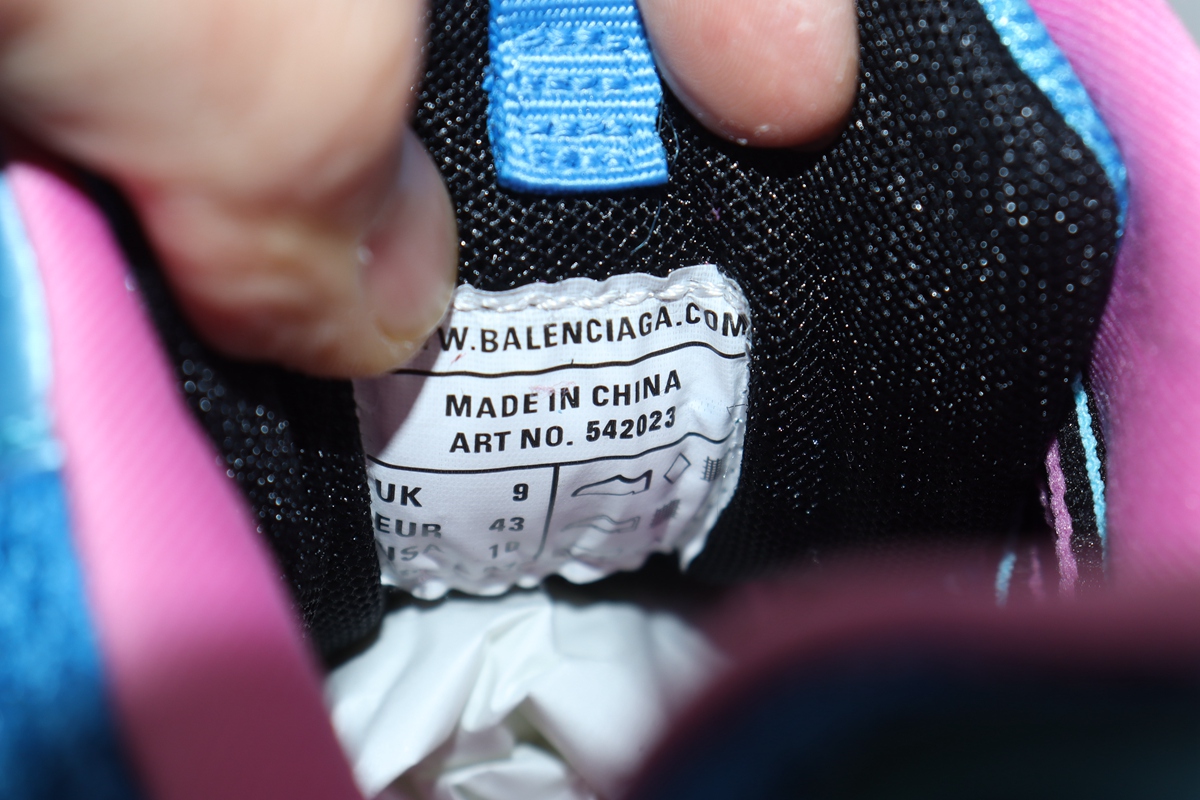 W.BALENCIAGA.COM
MADE IN CHINA
ART NO. 542023
UK 9
EUR 43